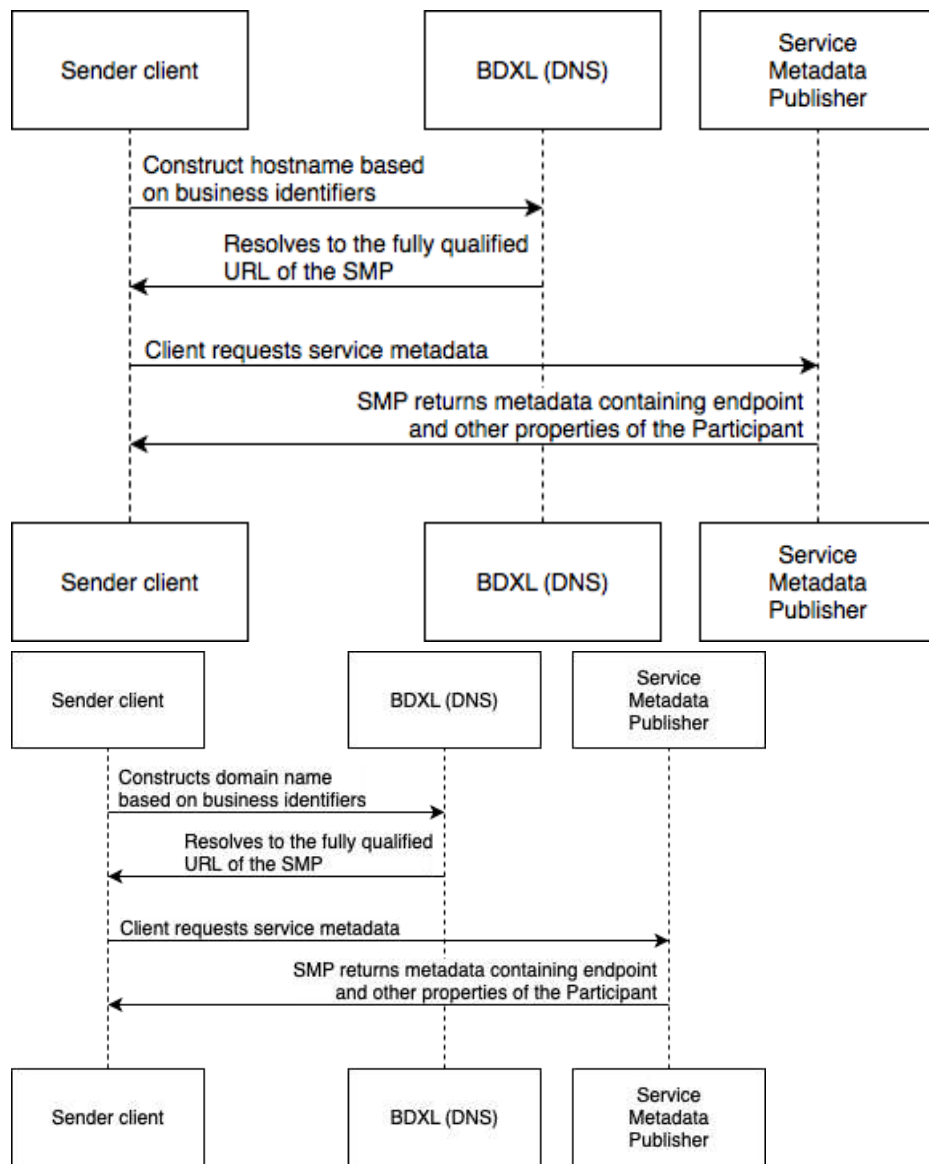 Sender client
BDXL (DNS)
Service
Metadata
Publisher
Construct hostname based
on business identifiers
Resolves to the fully qualified
URL of the SMP
Client requests service metadata
SMP returns metadata containing endpoint
and other properties of the Participant
Sender client
BDXL (DNS)
Service
Metadata
Publisher
Sender client
BDXL (DNS)
Service
Metadata
Publisher
Constructs domain name
based on business identifiers
Resolves to the fully qualified
URL of the SMP
Client requests service metadata
SMP returns metadata containing endpoint
and other properties of the Participant
Sender client
BDXL (DNS)
Service
Metadata
Publisher